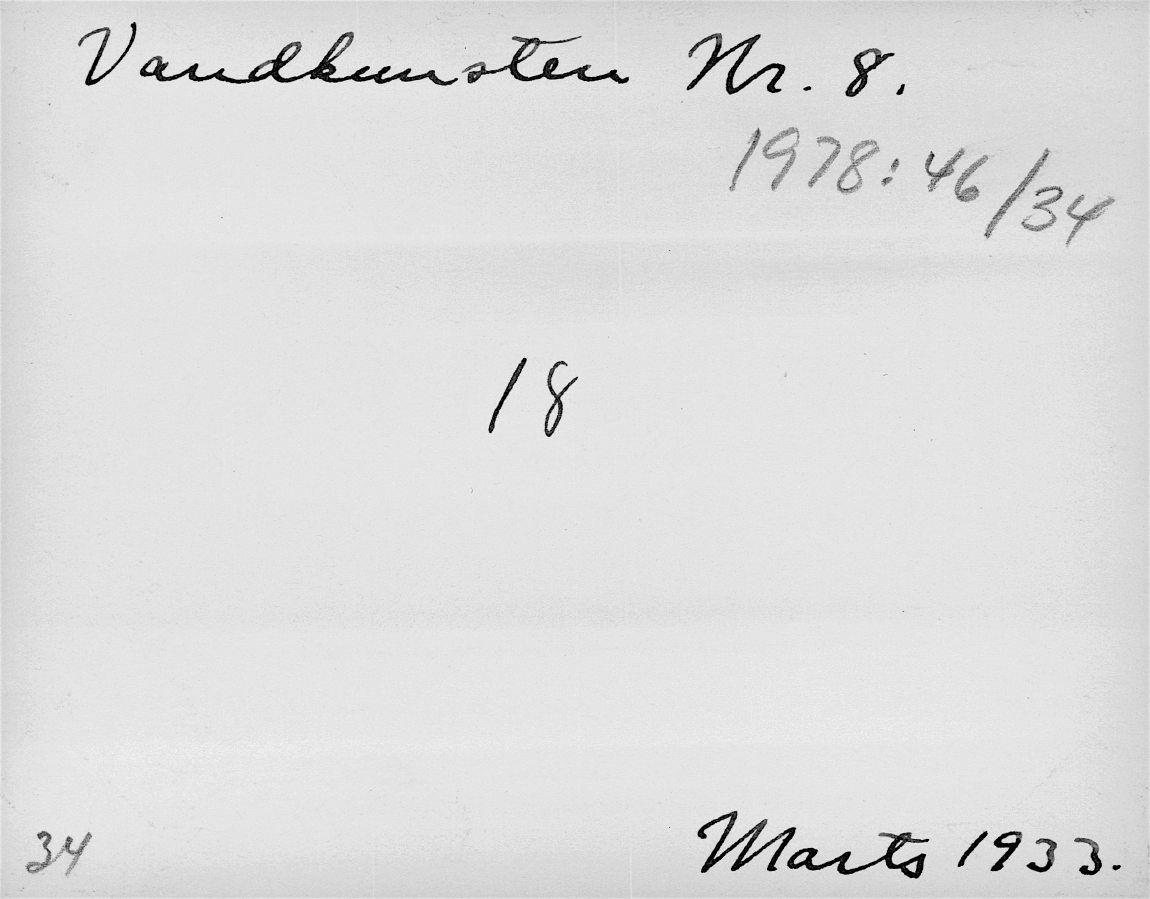 Vandkunsten Nr. 8.
1978:46/34
18
34
Marts 1933.